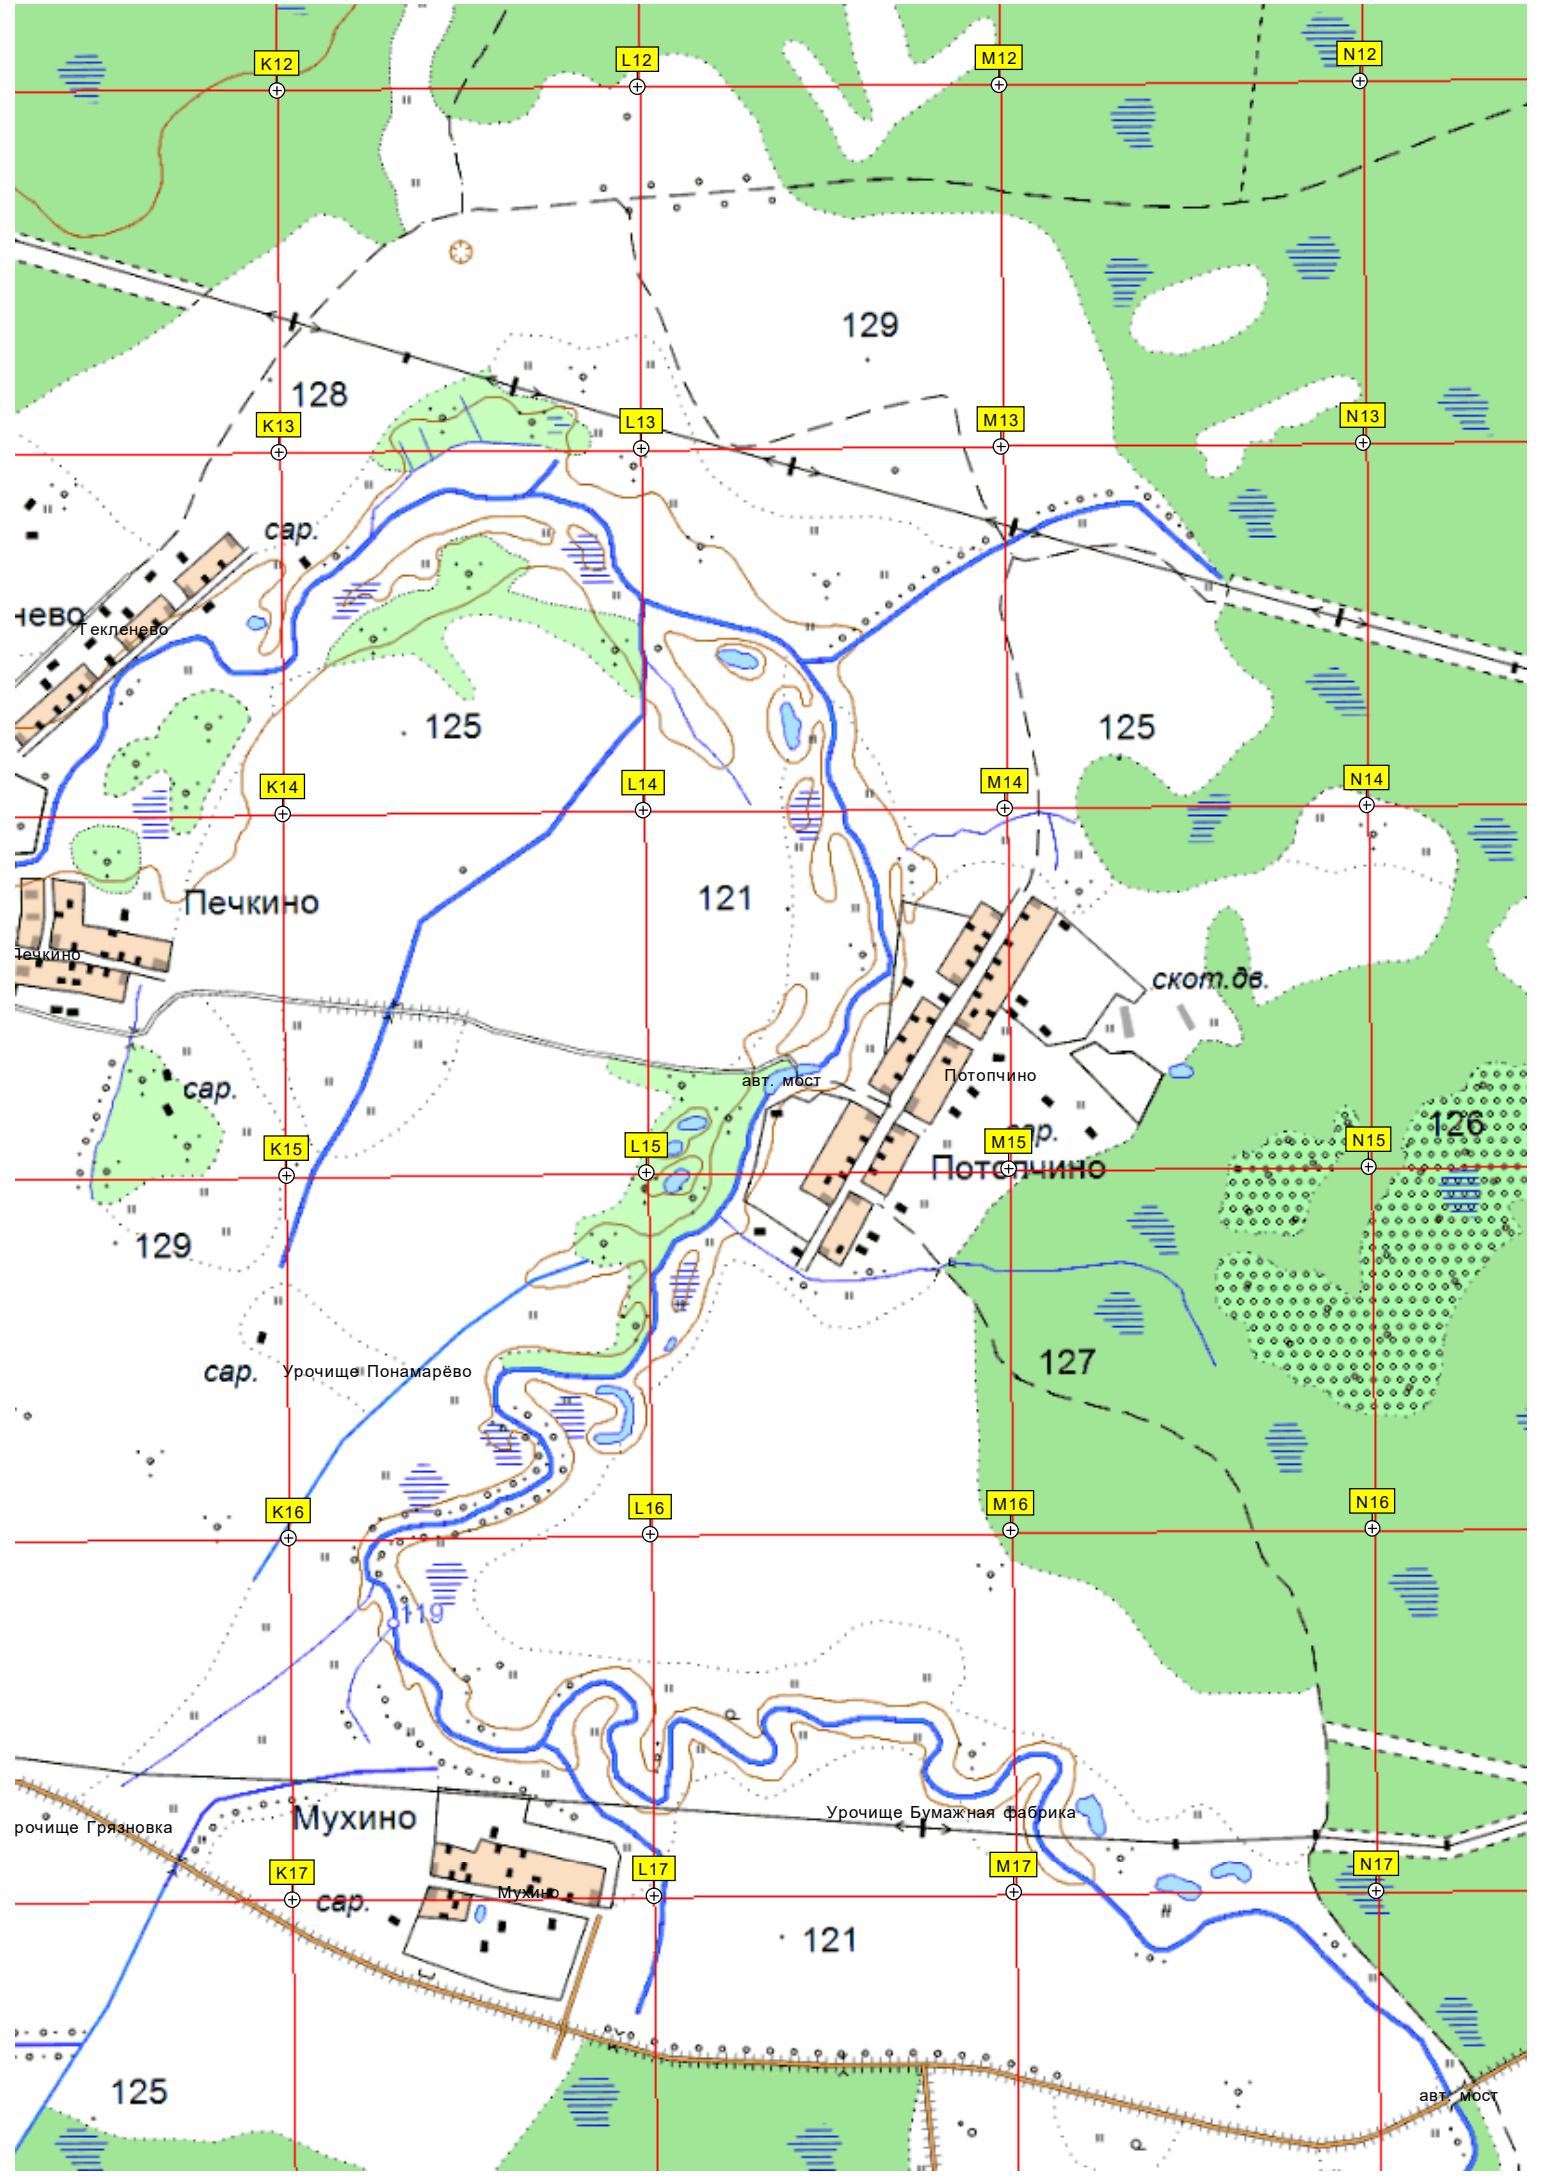 K12
L12
M12
N12
129
128
K13
L13
M13
N13
сар.
нево
Текленево
125
125
K14
L14
M14
N14
Печкино
121
Печкино
скот.дв.
авт. мост
Потопчино
сар.
126
K15
L15
M15
сар.
N15
Потопчино
129
127
сар.
Урочище Понамарёво
K16
L16
M16
N16
119
Мухино
Урочище Бумажная фабрика
рочище Грязновка
K17
L17
M17
N17
Мухино
сар.
121
125
авт. мост